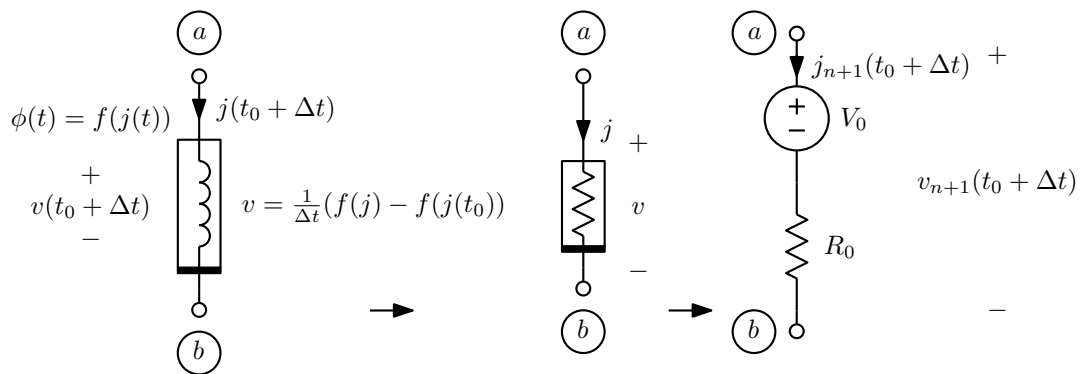 a
ϕ(t) = f(j(t))
j(t₀ + Δt)
+
v(t₀ + Δt)
−
v = 1/Δt (f(j) − f(j(t₀))
b
a
j
+
v
−
b
a
j_{n+1}(t₀ + Δt)
+
+
−
V₀
v_{n+1}(t₀ + Δt)
R₀
−
b